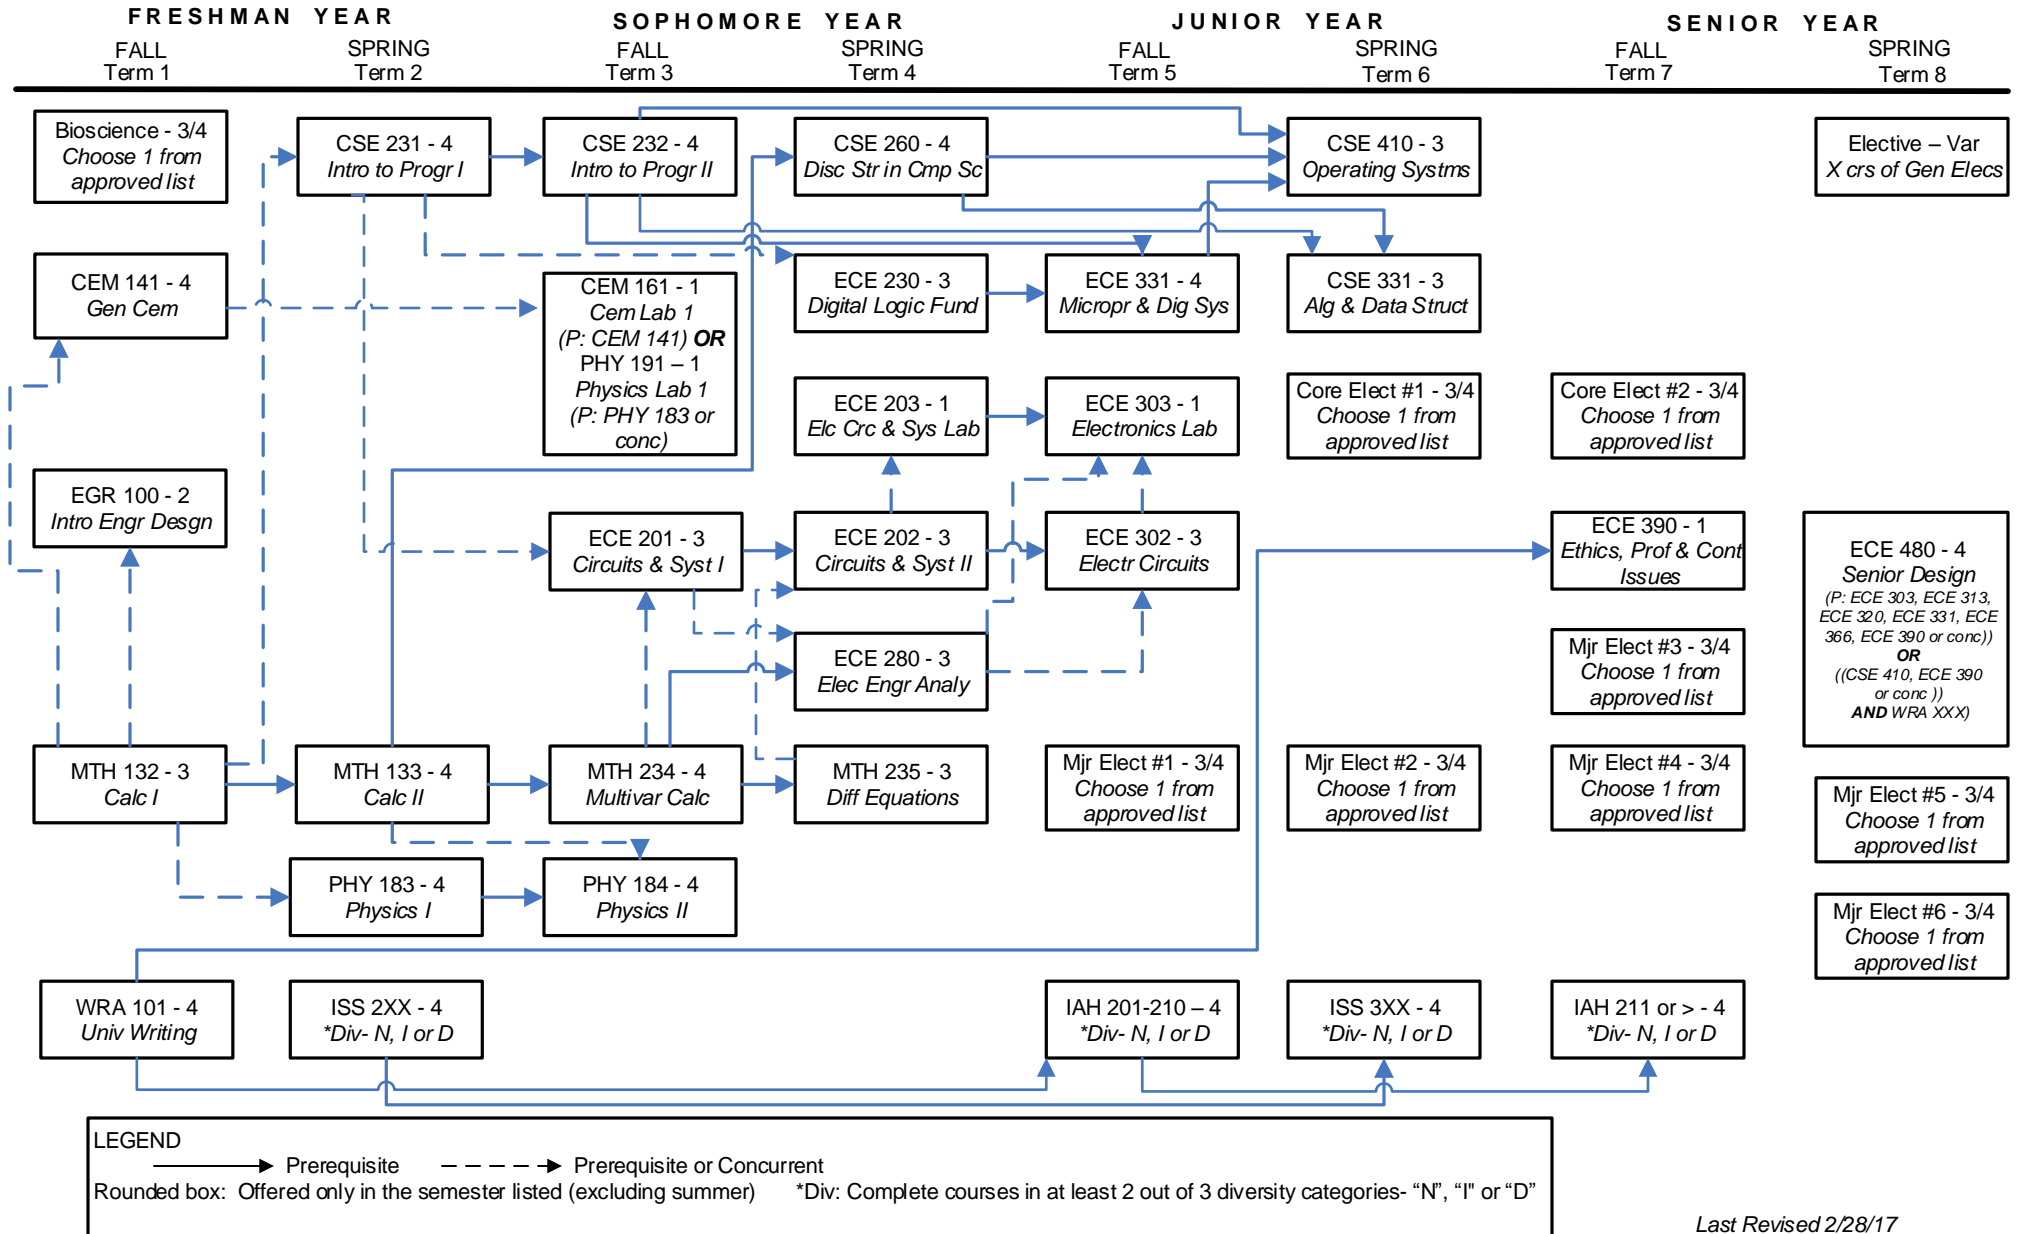 FRESHMAN YEAR
SOPHOMORE YEAR
JUNIOR YEAR
SENIOR YEAR
FALL
Term 1
SPRING
Term 2
FALL
Term 3
SPRING
Term 4
FALL
Term 5
SPRING
Term 6
FALL
Term 7
SPRING
Term 8
Bioscience - 3/4
Choose 1 from
approved list
CSE 231 - 4
Intro to Progr I
CSE 232 - 4
Intro to Progr II
CSE 260 - 4
Disc Str in Cmp Sc
CSE 410 - 3
Operating Systms
Elective – Var
X crs of Gen Elecs
CEM 141 - 4
Gen Cem
CEM 161 - 1
Cem Lab 1
(P: CEM 141) OR
PHY 191 – 1
Physics Lab 1
(P: PHY 183 or
conc)
ECE 230 - 3
Digital Logic Fund
ECE 331 - 4
Micropr & Dig Sys
CSE 331 - 3
Alg & Data Struct
ECE 203 - 1
Elc Crc & Sys Lab
ECE 303 - 1
Electronics Lab
Core Elect #1 - 3/4
Choose 1 from
approved list
Core Elect #2 - 3/4
Choose 1 from
approved list
EGR 100 - 2
Intro Engr Desgn
ECE 201 - 3
Circuits & Syst I
ECE 202 - 3
Circuits & Syst II
ECE 302 - 3
Electr Circuits
ECE 390 - 1
Ethics, Prof & Cont
Issues
ECE 480 - 4
Senior Design
(P: ECE 303, ECE 313,
ECE 320, ECE 331, ECE
366, ECE 390 or conc))
OR
((CSE 410, ECE 390
or conc ))
AND WRA XXX)
ECE 280 - 3
Elec Engr Analy
Mjr Elect #3 - 3/4
Choose 1 from
approved list
MTH 132 - 3
Calc I
MTH 133 - 4
Calc II
MTH 234 - 4
Multivar Calc
MTH 235 - 3
Diff Equations
Mjr Elect #1 - 3/4
Choose 1 from
approved list
Mjr Elect #2 - 3/4
Choose 1 from
approved list
Mjr Elect #4 - 3/4
Choose 1 from
approved list
Mjr Elect #5 - 3/4
Choose 1 from
approved list
PHY 183 - 4
Physics I
PHY 184 - 4
Physics II
Mjr Elect #6 - 3/4
Choose 1 from
approved list
WRA 101 - 4
Univ Writing
ISS 2XX - 4
*Div- N, I or D
IAH 201-210 – 4
*Div- N, I or D
ISS 3XX - 4
*Div- N, I or D
IAH 211 or > - 4
*Div- N, I or D
LEGEND
Prerequisite
Prerequisite or Concurrent
Rounded box: Offered only in the semester listed (excluding summer) *Div: Complete courses in at least 2 out of 3 diversity categories- “N”, “I" or “D”
Last Revised 2/28/17